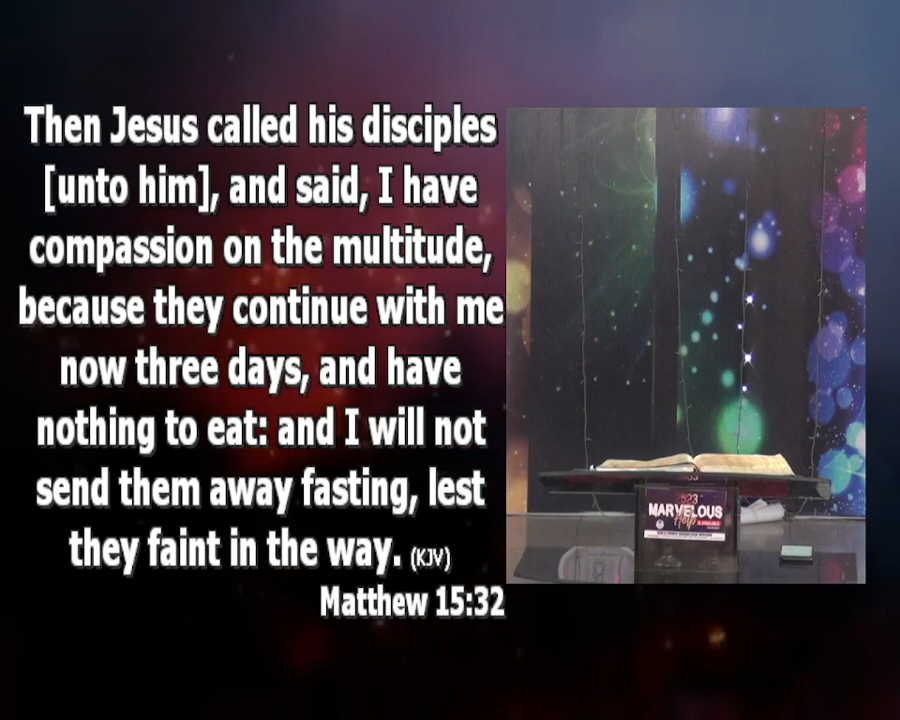 Then Jesus called his disciples
[unto him], and said, I have
compassion on the multitude,
because they continue with me
now three days, and have
nothing to eat: and I will not
send them away fasting, lest
they faint in the way. (KJV)
Matthew 15:32
2023
MARVELOUS
Help